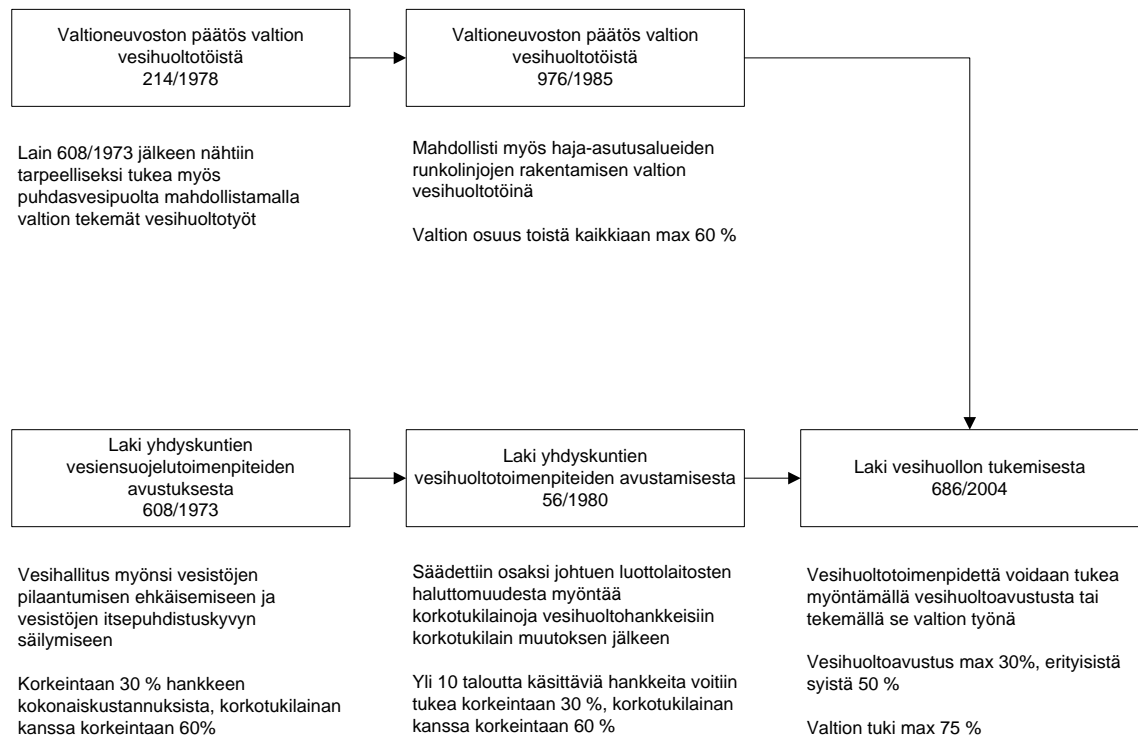 Valtioneuvoston päätös valtion
vesihuoltotöistä
214/1978
Valtioneuvoston päätös valtion
vesihuoltotöistä
976/1985
Lain 608/1973 jälkeen nähtiin
tarpeelliseksi tukea myös
puhdasvesipuolta mahdollistamalla
valtion tekemät vesihuoltotyöt
Mahdollisti myös haja-asutusalueiden
runkolinjojen rakentamisen valtion
vesihuoltotöinä
Valtion osuus töistä kaikkiaan max 60 %
Laki yhdyskuntien
vesiensuojelutoimenpiteiden
avustuksesta
608/1973
Laki yhdyskuntien
vesihuoltotoimenpiteiden avustamisesta
56/1980
Laki vesihuollon tukemisesta
686/2004
Vesihallitus myönsi vesistöjen
pilaantumisen ehkäisemiseen ja
vesistöjen itsepuhdistuskyvyn
säilymiseen
Korkeintaan 30 % hankkeen
kokonaiskustannuksista, korkotukilainan
kanssa korkeintaan 60%
Säädettiin osaksi johtuen luottolaitosten
haluttomuudesta myöntää
korkotukilainoja vesihuoltohankkeisiin
korkotukilain muutoksen jälkeen
Yli 10 taloutta käsittäviä hankkeita voitiin
tukea korkeintaan 30 %, korkotukilainan
kanssa korkeintaan 60 %
Vesihuoltotoimenpidettä voidaan tukea
myöntämällä vesihuoltoavustusta tai
tekemällä se valtion työnä
Vesihuoltoavustus max 30%, erityisistä
syistä 50 %
Valtion tuki max 75 %